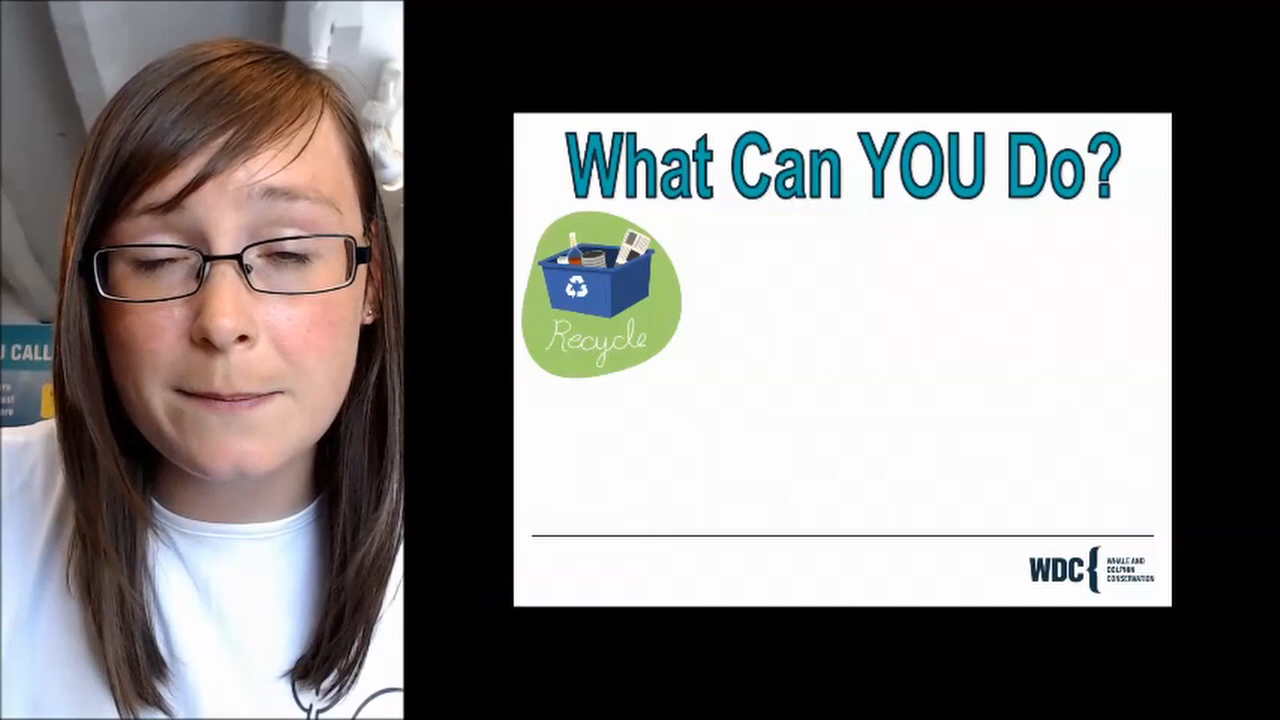 U CALL
What Can YOU Do?
Recycle
WDC
WHALE AND
DOLPHIN
CONSERVATION